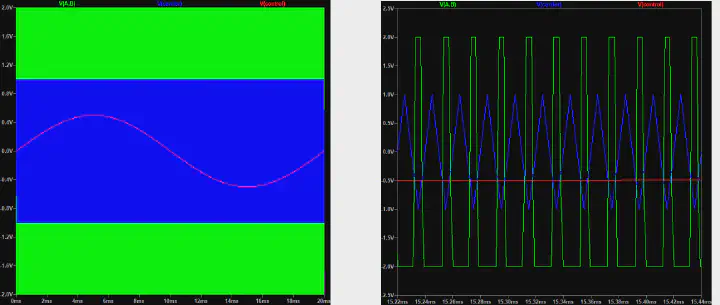 V(A,B) V(carrier) V(control)
2.0V
1.6V
1.2V
0.8V
0.4V
0.0V
-0.4V
-0.8V
-1.2V
-1.6V
-2.0V
0ms 2ms 4ms 6ms 8ms 10ms 12ms 14ms 16ms 18ms 20ms
V(A,B) V(carrier) V(control)
2.5V
2.0V
1.5V
1.0V
0.5V
0.0V
-0.5V
-1.0V
-1.5V
-2.0V
-2.5V
15.22ms 15.24ms 15.26ms 15.28ms 15.30ms 15.32ms 15.34ms 15.36ms 15.38ms 15.40ms 15.42ms 15.44ms